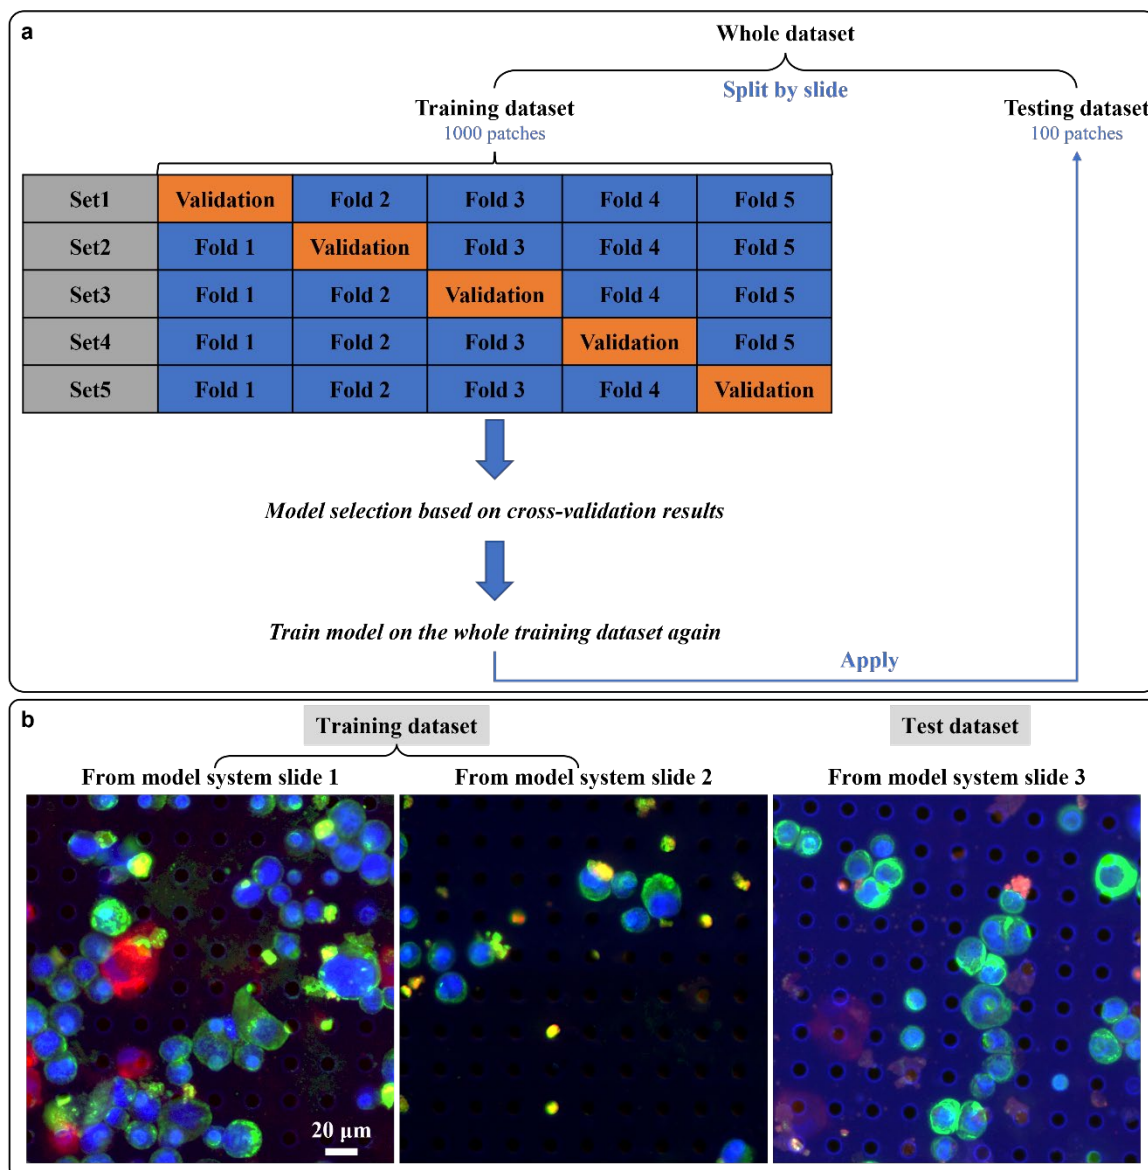 a
Whole dataset
Split by slide
Training dataset
1000 patches
Testing dataset
100 patches
Set1 Validation Fold 2 Fold 3 Fold 4 Fold 5
Set2 Fold 1 Validation Fold 3 Fold 4 Fold 5
Set3 Fold 1 Fold 2 Validation Fold 4 Fold 5
Set4 Fold 1 Fold 2 Fold 3 Validation Fold 5
Set5 Fold 1 Fold 2 Fold 3 Fold 4 Validation
Model selection based on cross-validation results
Train model on the whole training dataset again
Apply
b
Training dataset
Test dataset
From model system slide 1
From model system slide 2
From model system slide 3
20 μm